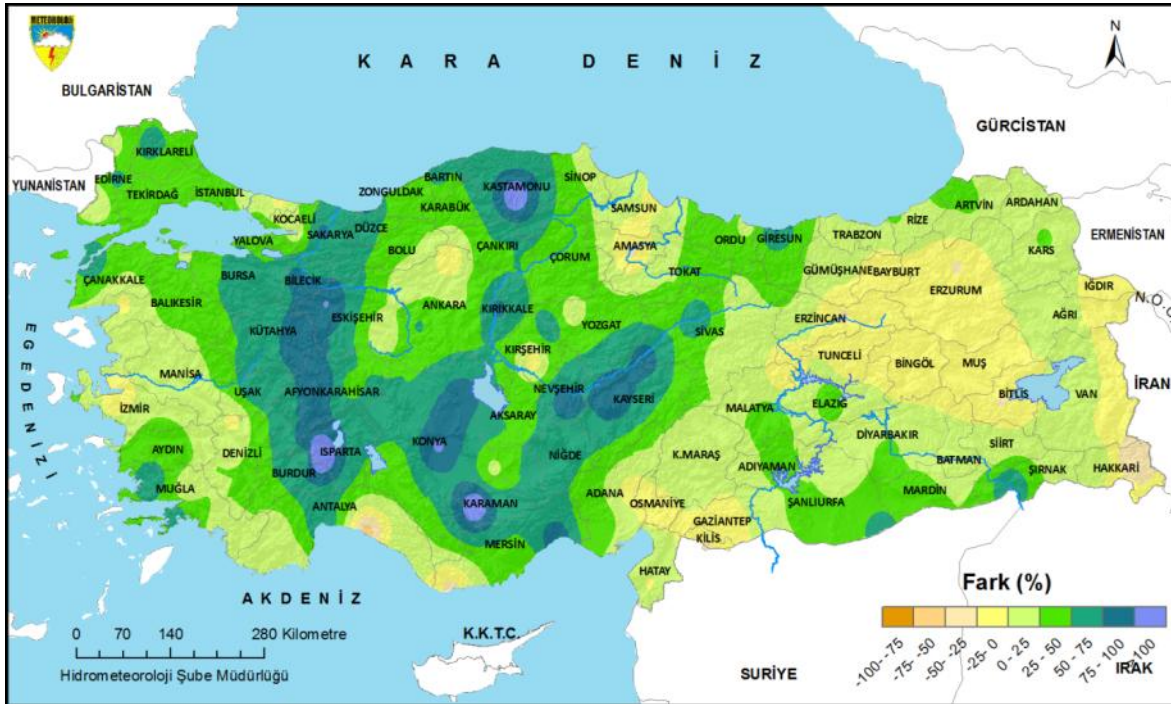 METEOROLOJİ
N
K A R A D E N İ Z
BULGARİSTAN
GÜRCİSTAN
YUNANİSTAN
ERMENİSTAN
N.Ö.
İRAN
E G E D E N İ Z İ
KIRKLARELİ
EDİRNE
TEKİRDAĞ
İSTANBUL
KOCAELİ
YALOVA
SAKARYA
DÜZCE
ZONGULDAK
BARTIN
KARABÜK
KASTAMONU
SİNOP
SAMSUN
BOLU
ÇANKIRI
ÇORUM
AMASYA
ORDU
GİRESUN
TOKAT
TRABZON
RİZE
ARTVİN
ARDAHAN
KARS
GÜMÜŞHANE
BAYBURT
ERZURUM
IĞDIR
AĞRI
ÇANAKKALE
BALIKESİR
BURSA
BİLECİK
ESKİŞEHİR
KÜTAHYA
ANKARA
KIRIKKALE
YOZGAT
SİVAS
ERZİNCAN
TUNCELİ
BİNGÖL
MUŞ
BİTLİS
VAN
MANİSA
UŞAK
AFYONKARAHİSAR
KIRŞEHİR
NEVŞEHİR
KAYSERİ
AKSARAY
MALATYA
ELAZIĞ
İZMİR
AYDIN
DENİZLİ
BURDUR
ISPARTA
KONYA
NİĞDE
K.MARAŞ
ADIYAMAN
DİYARBAKIR
BATMAN
SİİRT
ŞIRNAK
HAKKARİ
MUĞLA
ANTALYA
KARAMAN
MERSİN
ADANA
OSMANİYE
GAZİANTEP
KİLİS
ŞANLIURFA
MARDİN
HATAY
A K D E N İ Z
K.K.T.C.
SURİYE
IRAK
0 70 140 280 Kilometre
Hidrometeoroloji Şube Müdürlüğü
Fark (%)
-100 - -75
-75 - -50
-50 - -25
-25 - 0
0 - 25
25 - 50
50 - 75
75 - 100